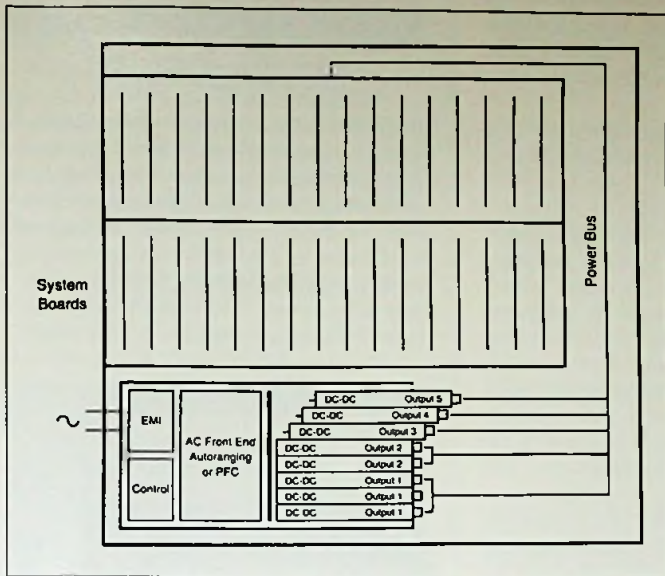 System
Boards
Power Bus
~
EMI
Control
AC Front End
Autoranging
or PFC
DC-DC Output 5
DC-DC Output 4
DC-DC Output 3
DC-DC Output 2
DC-DC Output 2
DC-DC Output 1
DC-DC Output 1
DC-DC Output 1